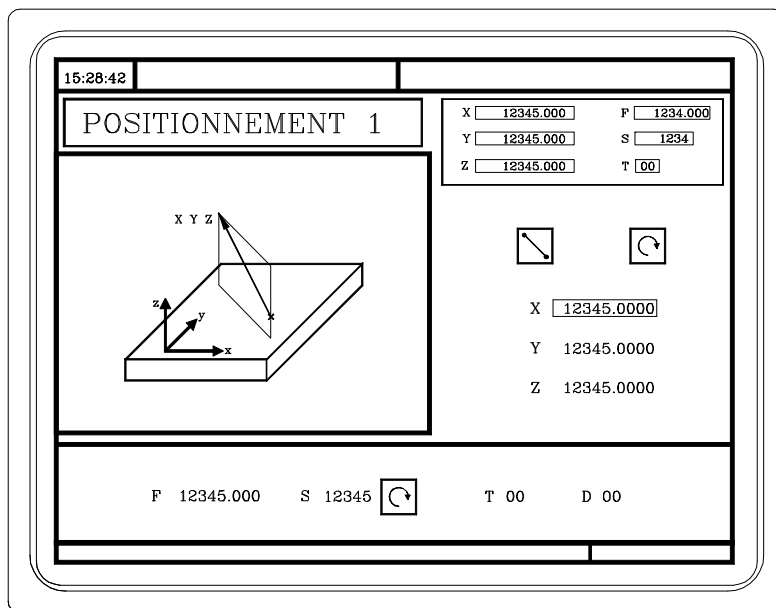 15:28:42
POSITIONNEMENT 1
X 12345.000 F 1234.000
Y 12345.000 S 1234
Z 12345.000 T 00
X Y Z
z
y
x
x
X 12345.0000
Y 12345.0000
Z 12345.0000
F 12345.000 S 12345 T 00 D 00